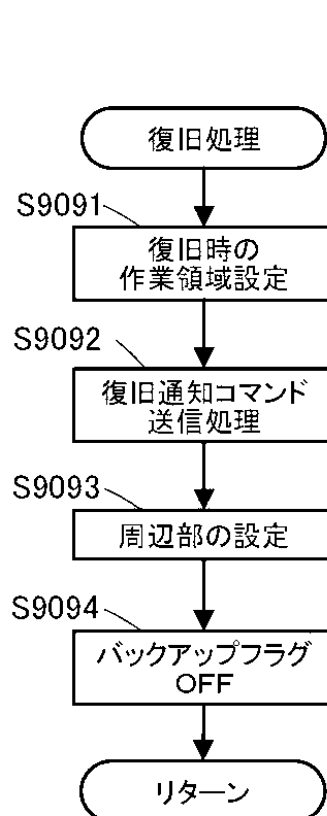 復旧処理
S9091
復旧時の
作業領域設定
S9092
復旧通知コマンド
送信処理
S9093
周辺部の設定
S9094
バックアップフラグ
OFF
リターン